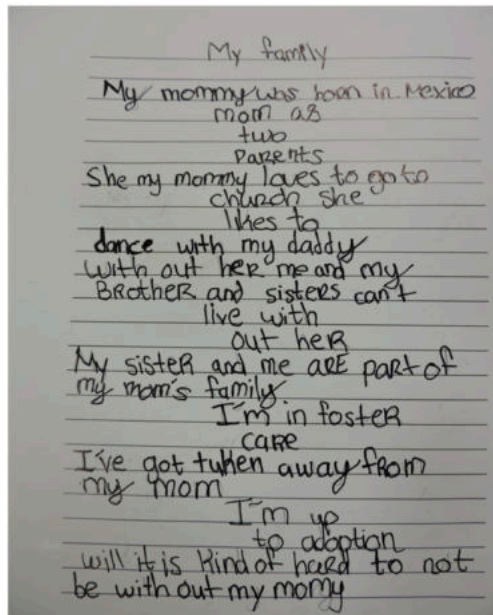 My family
My mommy was born in Mexico
mom as
two
parents
She my mommy loves to go to
church she
likes to
dance with my daddy
with out her me and my
Brother and sisters can't
live with
out her
My sister and me are part of
my mom's family
I'm in foster
care
I've got tuken away from
my mom
I'm up
to adoption
will it is kind of hard to not
be with out my momy